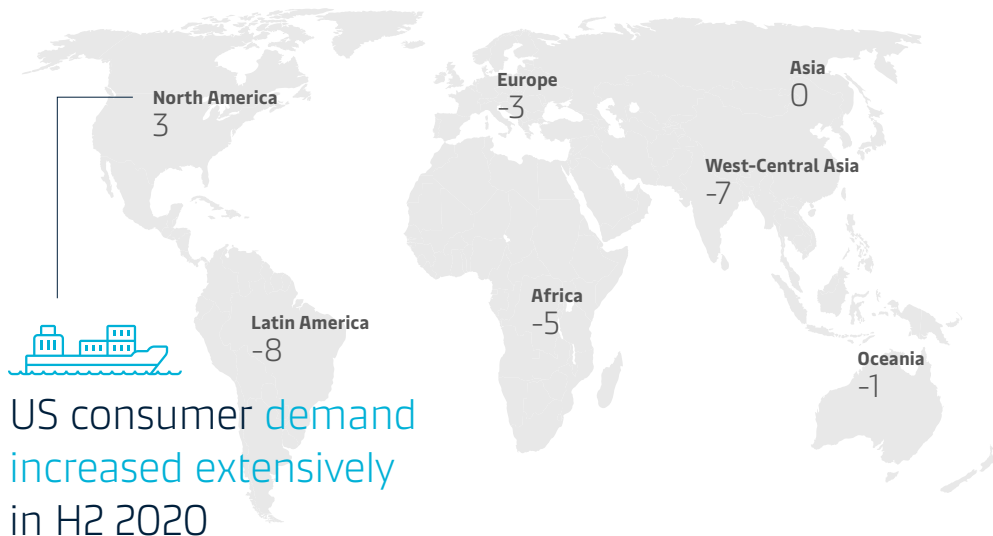 Asia
0
Europe
-3
North America
3
West-Central Asia
-7
Africa
-5
Latin America
-8
Oceania
-1
US consumer demand
increased extensively
in H2 2020